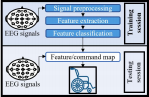 Signal preprocessing
Feature extraction
EEG signals
Feature classification
Training
session
Feature/command map
EEG signals
Testing
session